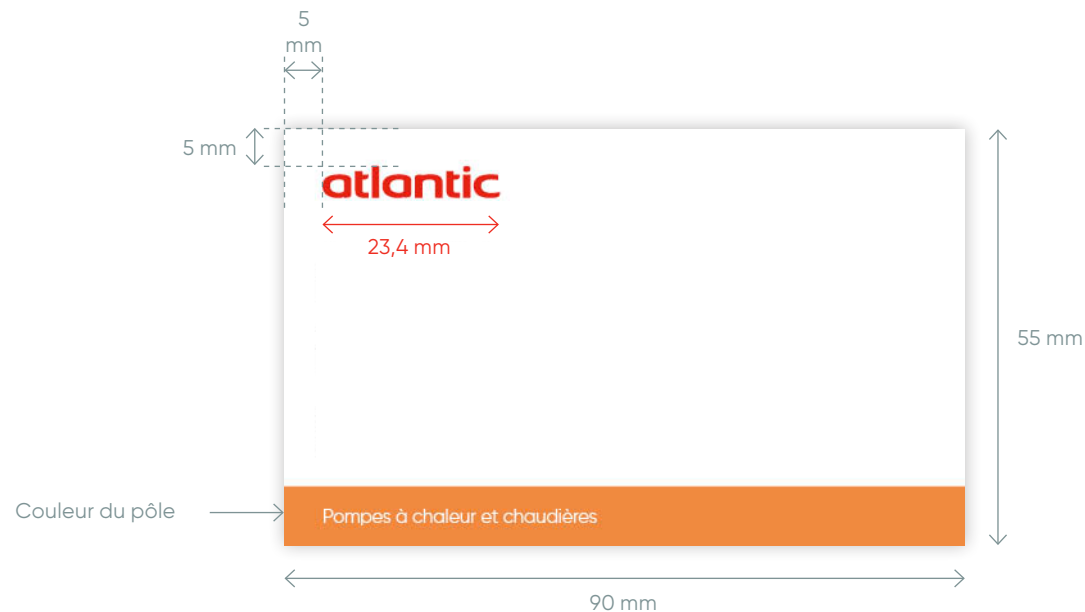 5
mm
5 mm
atlantic
23,4 mm
55 mm
Couleur du pôle
Pompes à chaleur et chaudières
90 mm